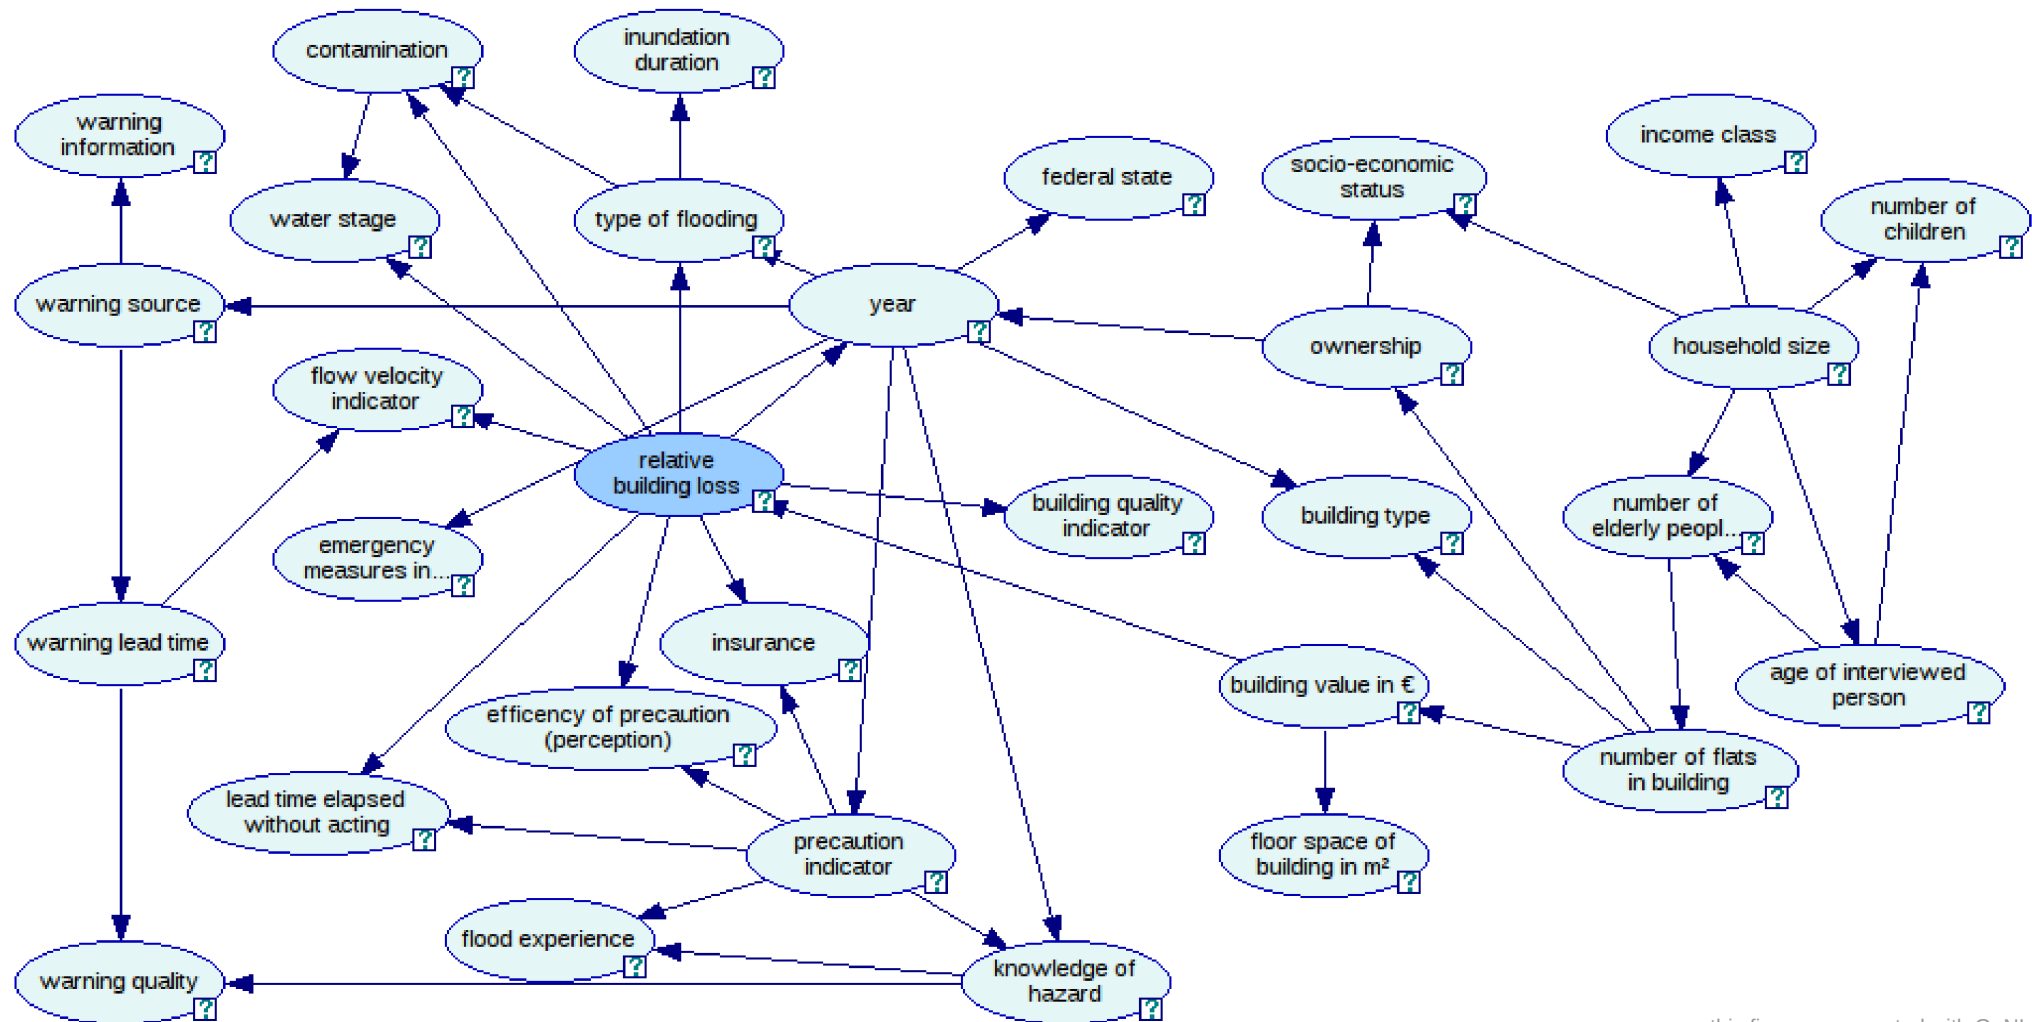 contamination
?
inundation
duration
?
warning
information
?
income class
?
federal state
?
socio-economic
status
?
number of
children
?
water stage
?
type of flooding
?
warning source
?
year
?
ownership
?
household size
?
flow velocity
indicator
?
relative
building loss
?
building quality
indicator
?
building type
?
number of
elderly peopl...
?
emergency
measures in...
?
warning lead time
?
insurance
?
building value in €
?
age of interviewed
person
?
efficency of precaution
(perception)
?
number of flats
in building
?
lead time elapsed
without acting
?
precaution
indicator
?
floor space of
building in m²
?
flood experience
?
warning quality
?
knowledge of
hazard
?